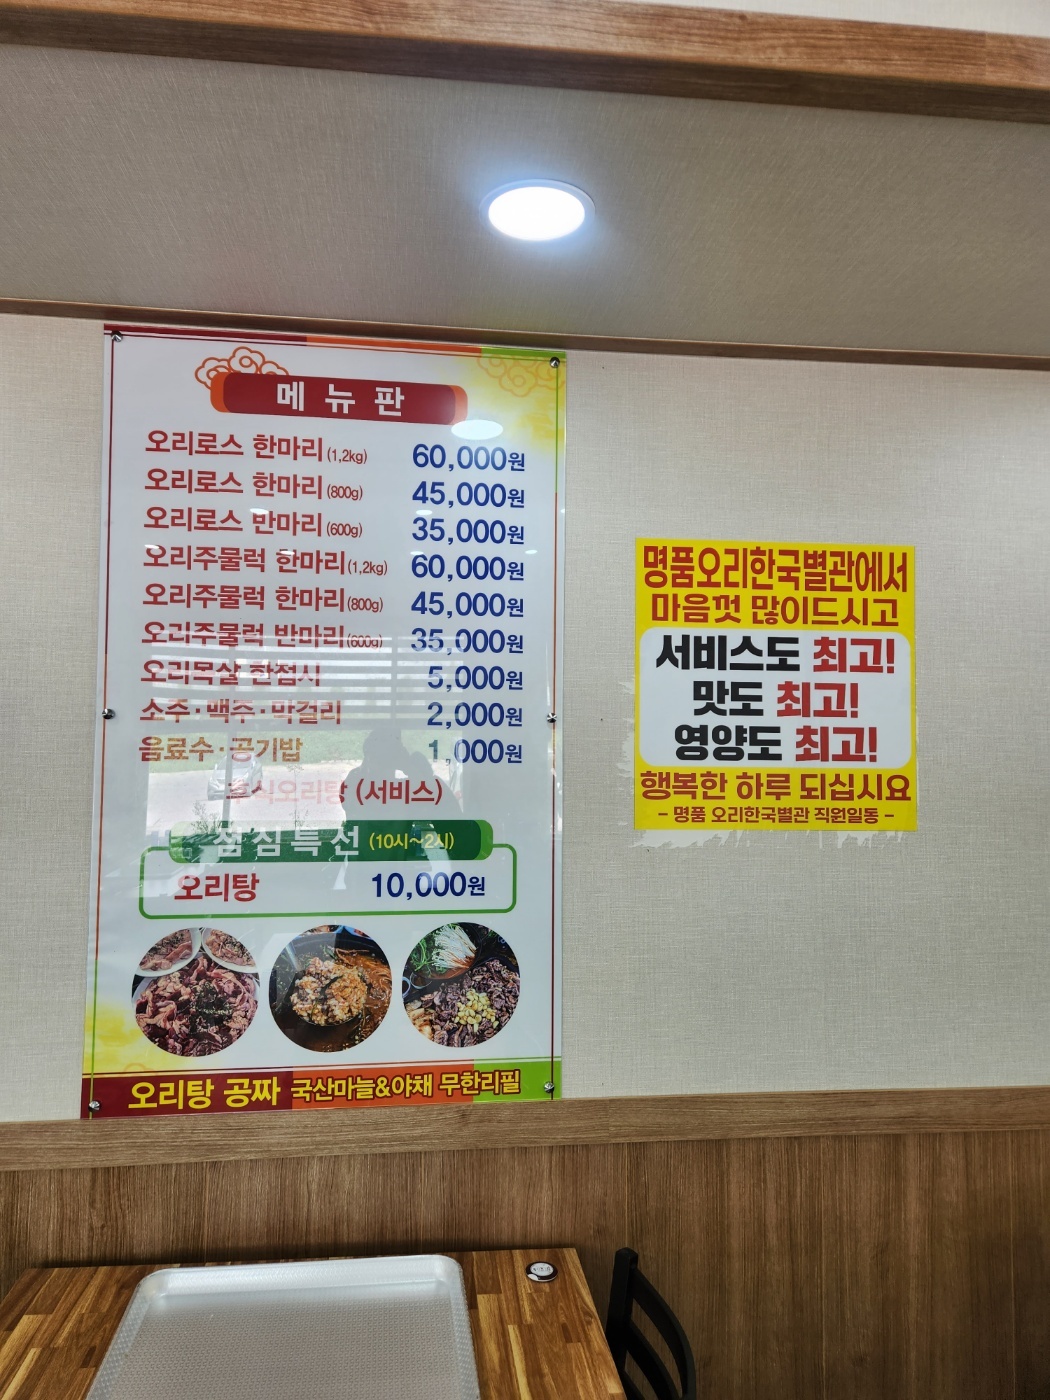 메뉴판
오리로스 한마리 (1,2kg) 60,000원
오리로스 한마리 (800g) 45,000원
오리로스 반마리 (600g) 35,000원
오리주물럭 한마리 (1,2kg) 60,000원
오리주물럭 한마리 (800g) 45,000원
오리주물럭 반마리 (600g) 35,000원
오리목살 한접시 5,000원
소주·맥주·막걸리 2,000원
음료수·공기밥 1,000원
후식오리탕 (서비스)
점심특선 (10시~2시)
오리탕 10,000원
오리탕 공짜 국산마늘&야채 무한리필
명품오리한국별관에서
마음껏 많이드시고
서비스도 최고!
맛도 최고!
영양도 최고!
행복한 하루 되십시요
- 명품 오리한국별관 직원일동 -